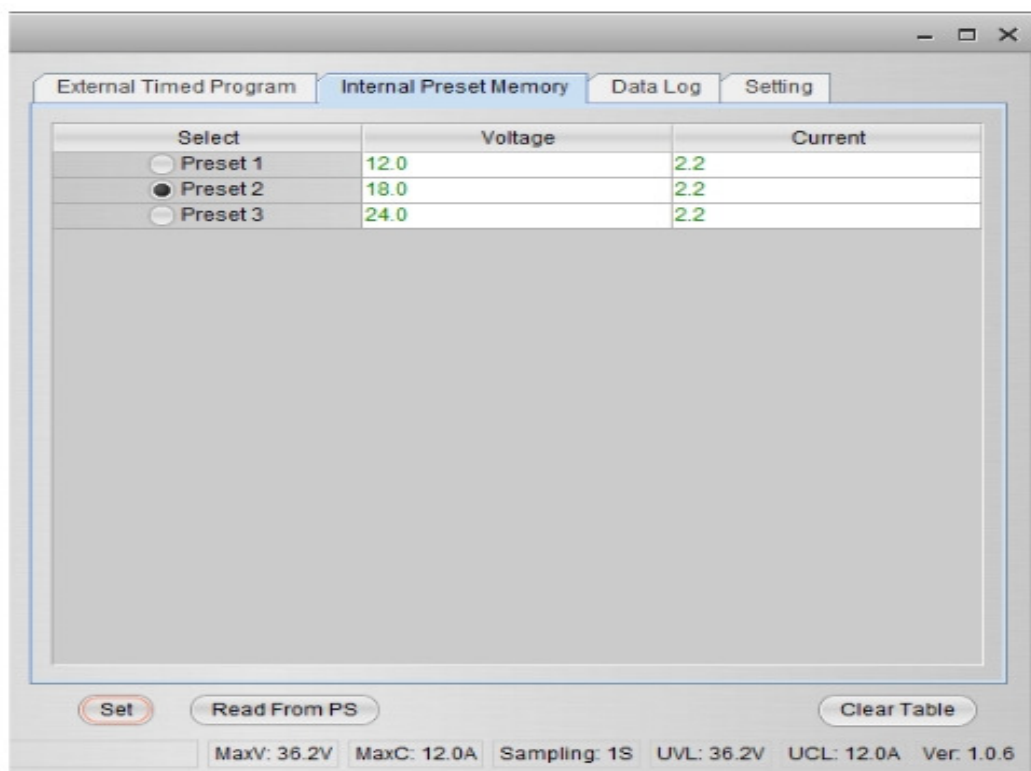 External Timed Program Internal Preset Memory Data Log Setting
Select Voltage Current
Preset 1 12.0 2.2
Preset 2 18.0 2.2
Preset 3 24.0 2.2
Set Read From PS Clear Table
MaxV: 36.2V MaxC: 12.0A Sampling: 1S UVL: 36.2V UCL: 12.0A Ver: 1.0.6